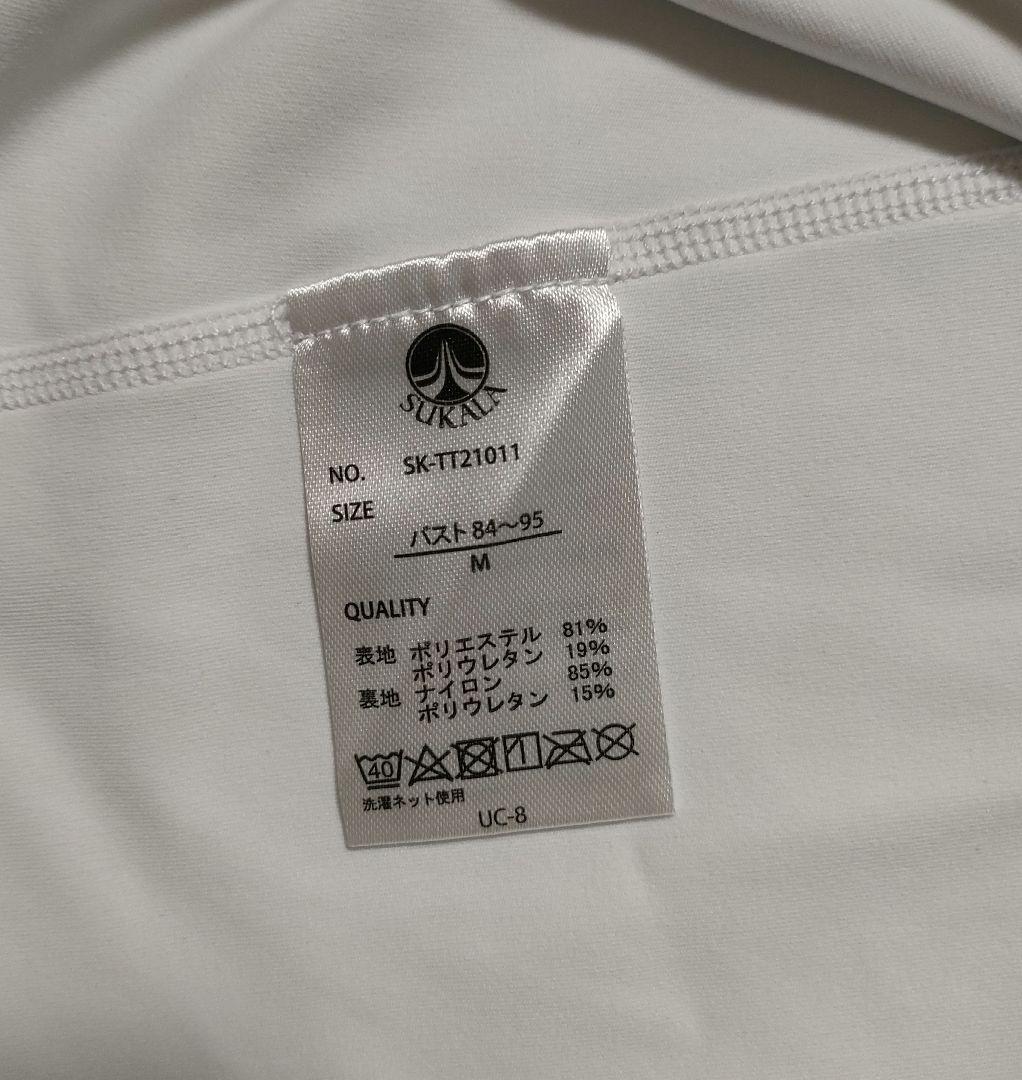 SUKALA
NO. SK-TT21011
SIZE
バスト 84～95
M
QUALITY
表地 ポリエステル 81%
ポリウレタン 19%
裏地 ナイロン 85%
ポリウレタン 15%
40
洗濯ネット使用
UC-8